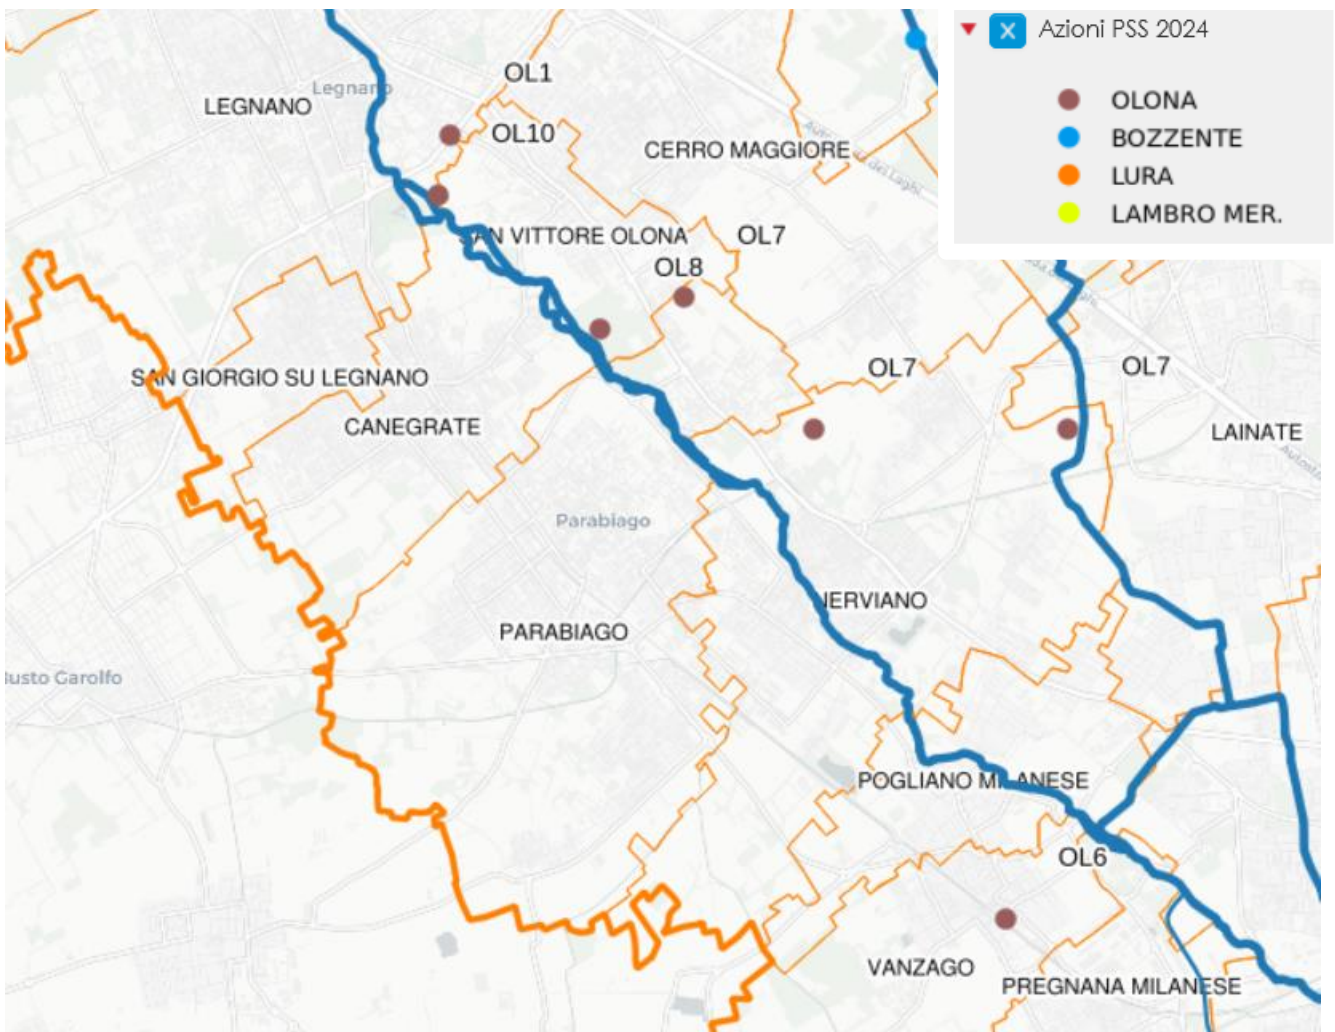 Azioni PSS 2024
OLONA
BOZZENTE
LURA
LAMBRO MER.
OL1
Legnano
LEGNANO
OL10
CERRO MAGGIORE
SAN VITTORE OLONA
OL7
OL8
OL7
OL7
SAN GIORGIO SU LEGNANO
CANEGRATE
LAINATE
Parabiago
NERVIANO
PARABIAGO
Busto Garolfo
POGLIANO MILANESE
OL6
VANZAGO
PREGNANA MILANESE